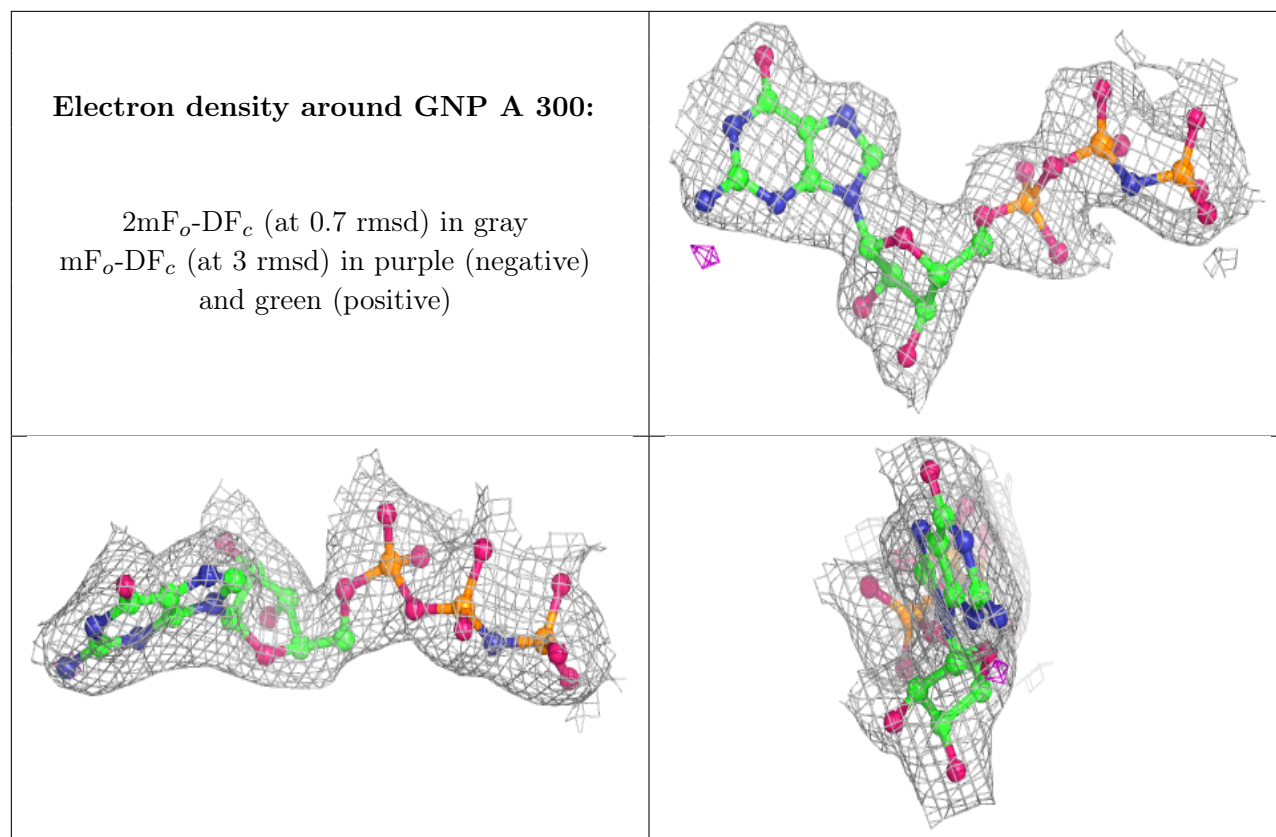 Electron density around GNP A 300:
2mFo-DFc (at 0.7 rmsd) in gray
mFo-DFc (at 3 rmsd) in purple (negative)
and green (positive)